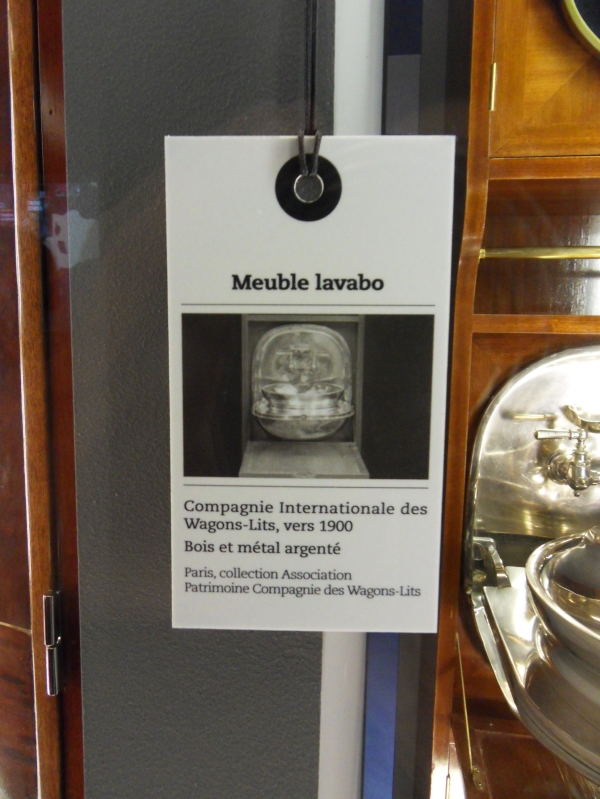 Meuble lavabo
Compagnie Internationale des
Wagons-Lits, vers 1900
Bois et métal argenté
Paris, collection Association
Patrimoine Compagnie des Wagons-Lits